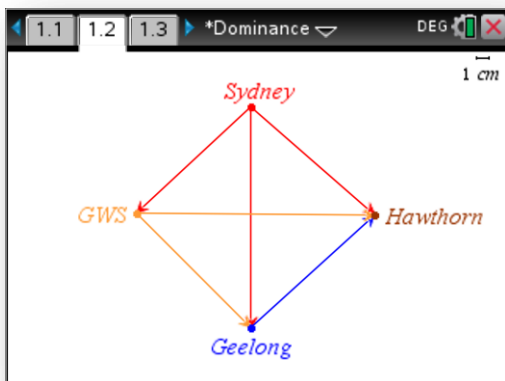 1.1 1.2 1.3 *Dominance DEG
1 cm
Sydney
GWS
Hawthorn
Geelong